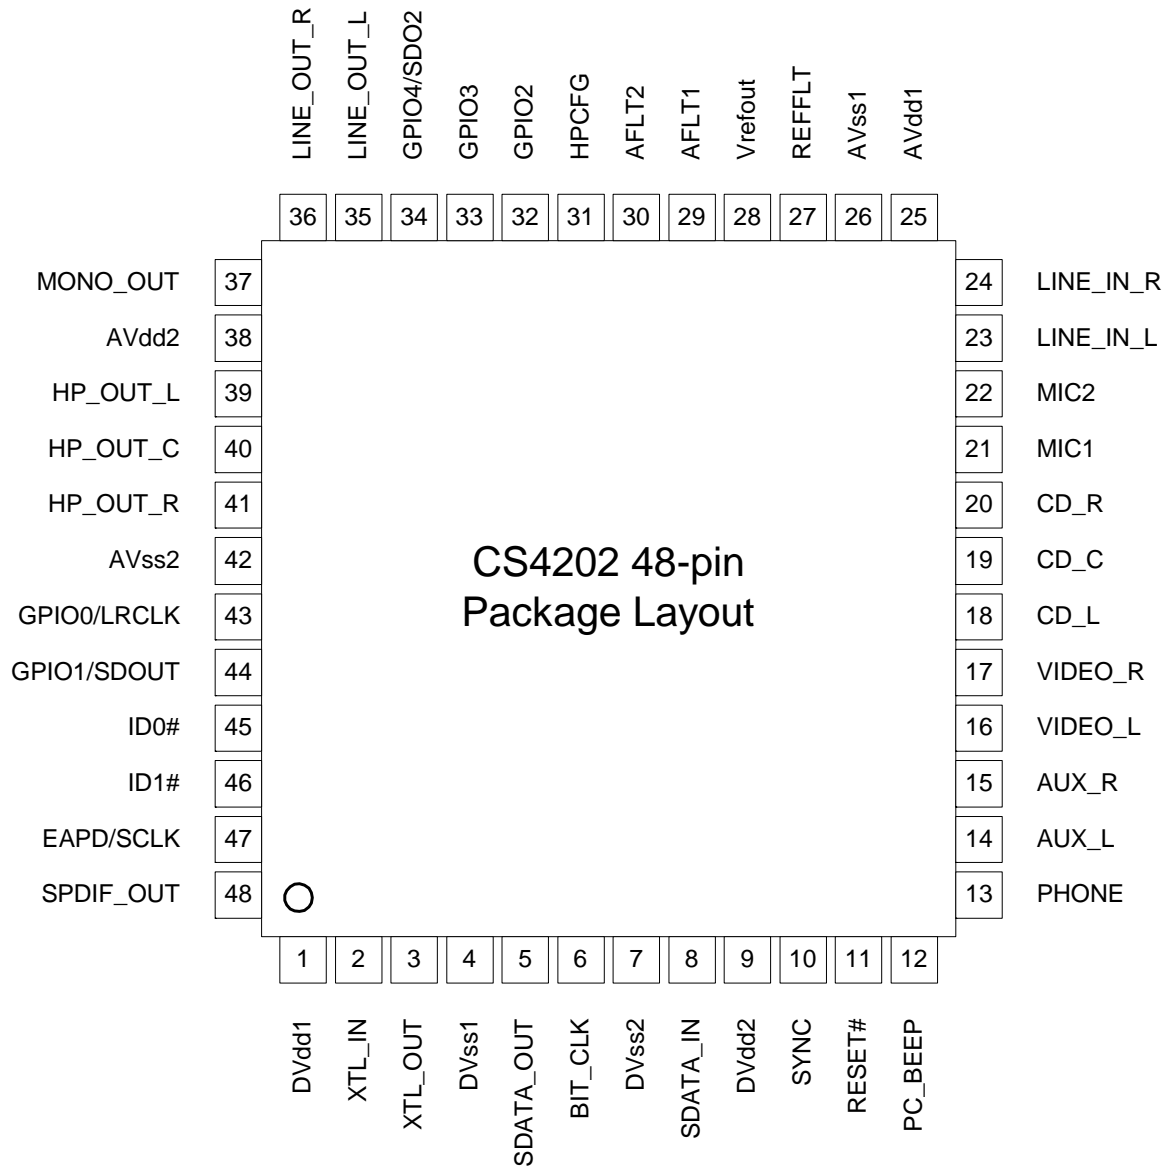 LINE_OUT_R
LINE_OUT_L
GPIO4/SDO2
GPIO3
GPIO2
HPCFG
AFLT2
AFLT1
Vrefout
REFFLT
AVss1
AVdd1
36 35 34 33 32 31 30 29 28 27 26 25
MONO_OUT 37
AVdd2 38
HP_OUT_L 39
HP_OUT_C 40
HP_OUT_R 41
AVss2 42
GPIO0/LRCLK 43
GPIO1/SDOUT 44
ID0# 45
ID1# 46
EAPD/SCLK 47
SPDIF_OUT 48
CS4202 48-pin
Package Layout
24 LINE_IN_R
23 LINE_IN_L
22 MIC2
21 MIC1
20 CD_R
19 CD_C
18 CD_L
17 VIDEO_R
16 VIDEO_L
15 AUX_R
14 AUX_L
13 PHONE
1 2 3 4 5 6 7 8 9 10 11 12
DVdd1
XTL_IN
XTL_OUT
DVss1
SDATA_OUT
BIT_CLK
DVss2
SDATA_IN
DVdd2
SYNC
RESET#
PC_BEEP